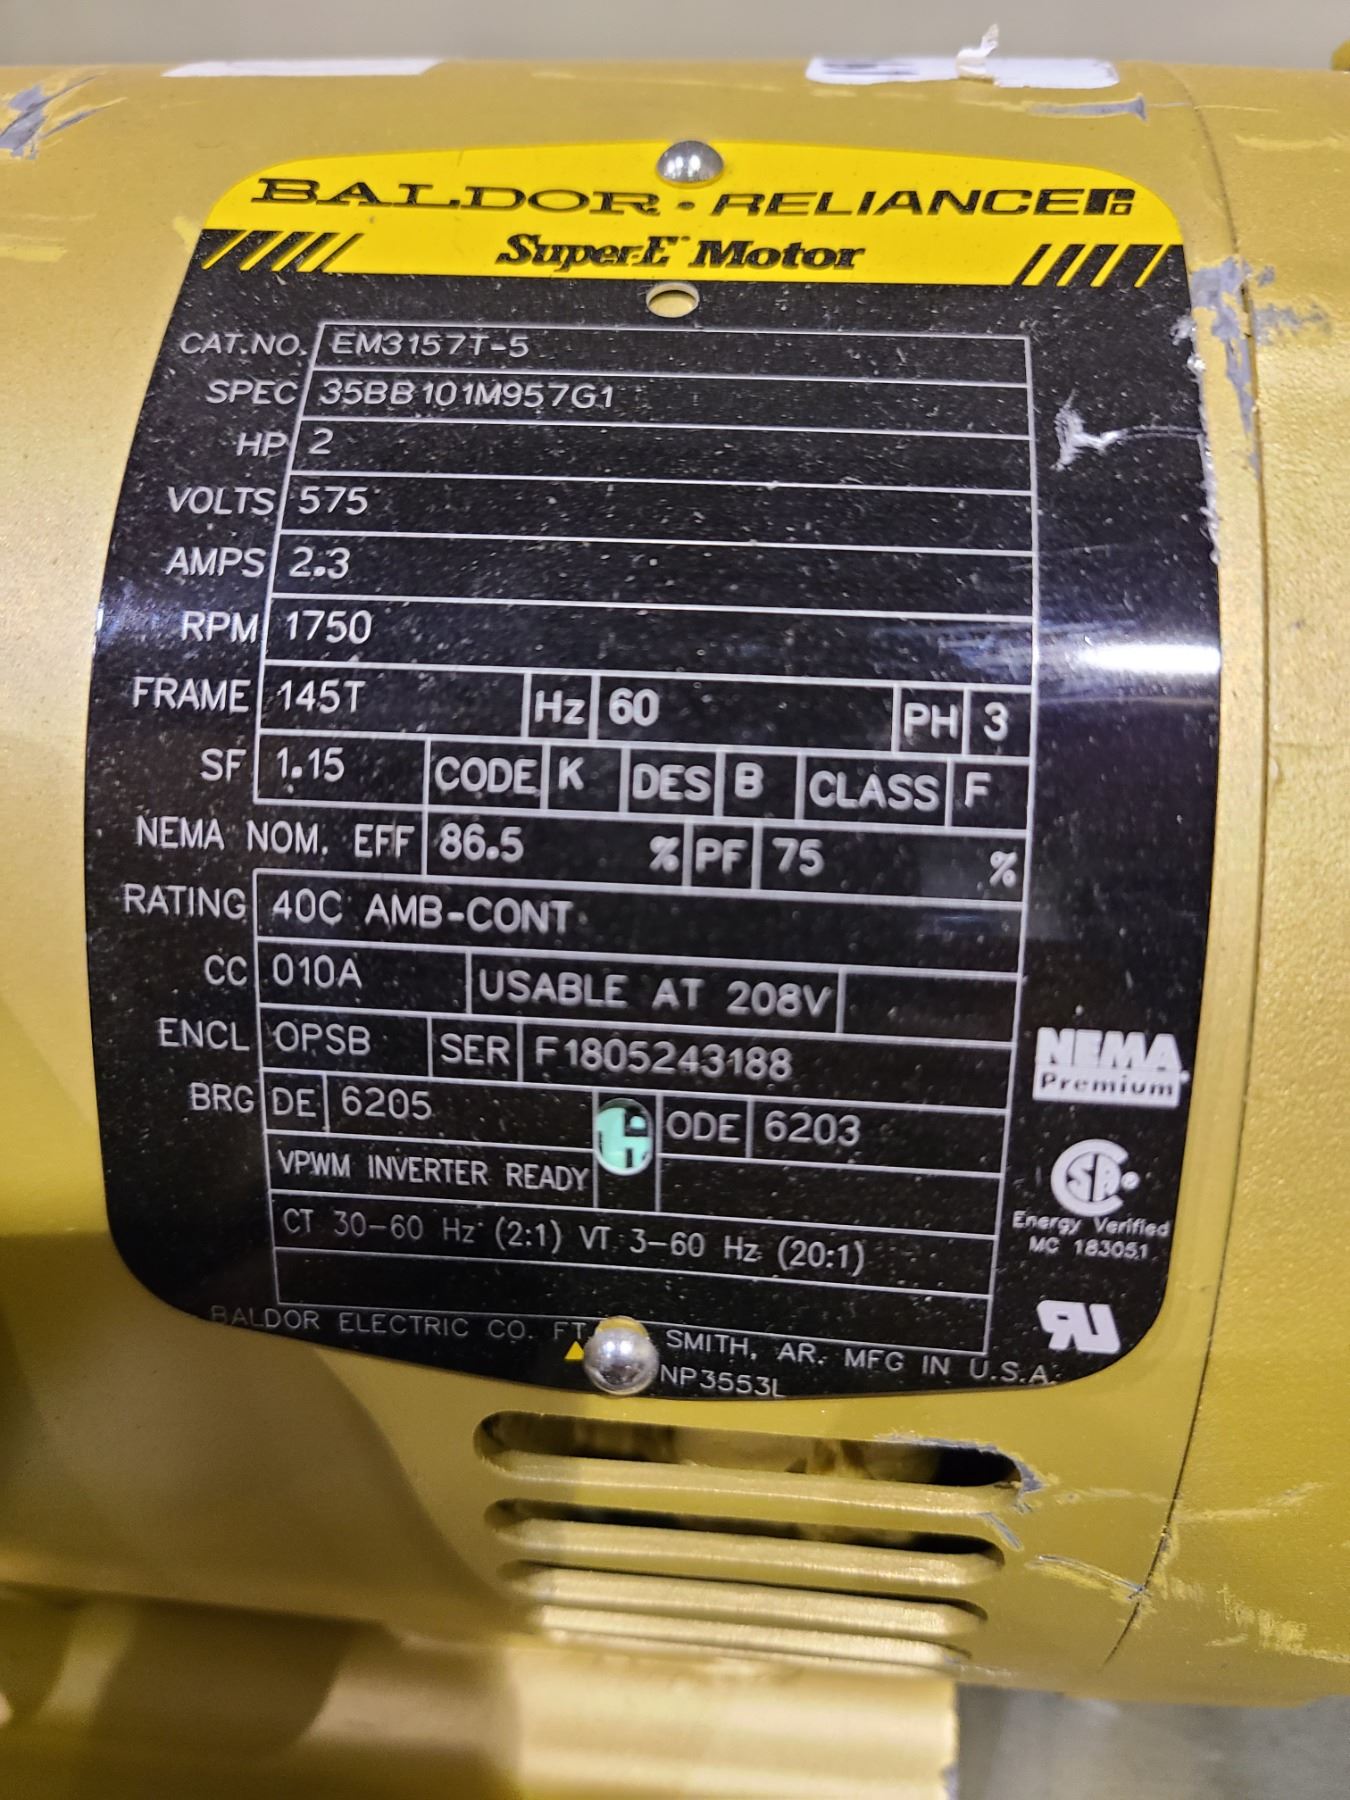 BALDOR • RELIANCE
Super-E Motor
CAT.NO. EM3157T-5
SPEC 35BB101M957G1
HP 2
VOLTS 575
AMPS 2.3
RPM 1750
FRAME 145T Hz 60 PH 3
SF 1.15 CODE K DES B CLASS F
NEMA NOM. EFF 86.5 % PF 75 %
RATING 40C AMB-CONT
CC 010A USABLE AT 208V
ENCL OPSB SER F1805243188
BRG DE 6205 ODE 6203
VPWM INVERTER READY
CT 30-60 Hz (2:1) VT 3-60 Hz (20:1)
NEMA
Premium
Energy Verified
MC 183051
BALDOR ELECTRIC CO. FT. SMITH, AR. MFG IN U.S.A.
NP3553L